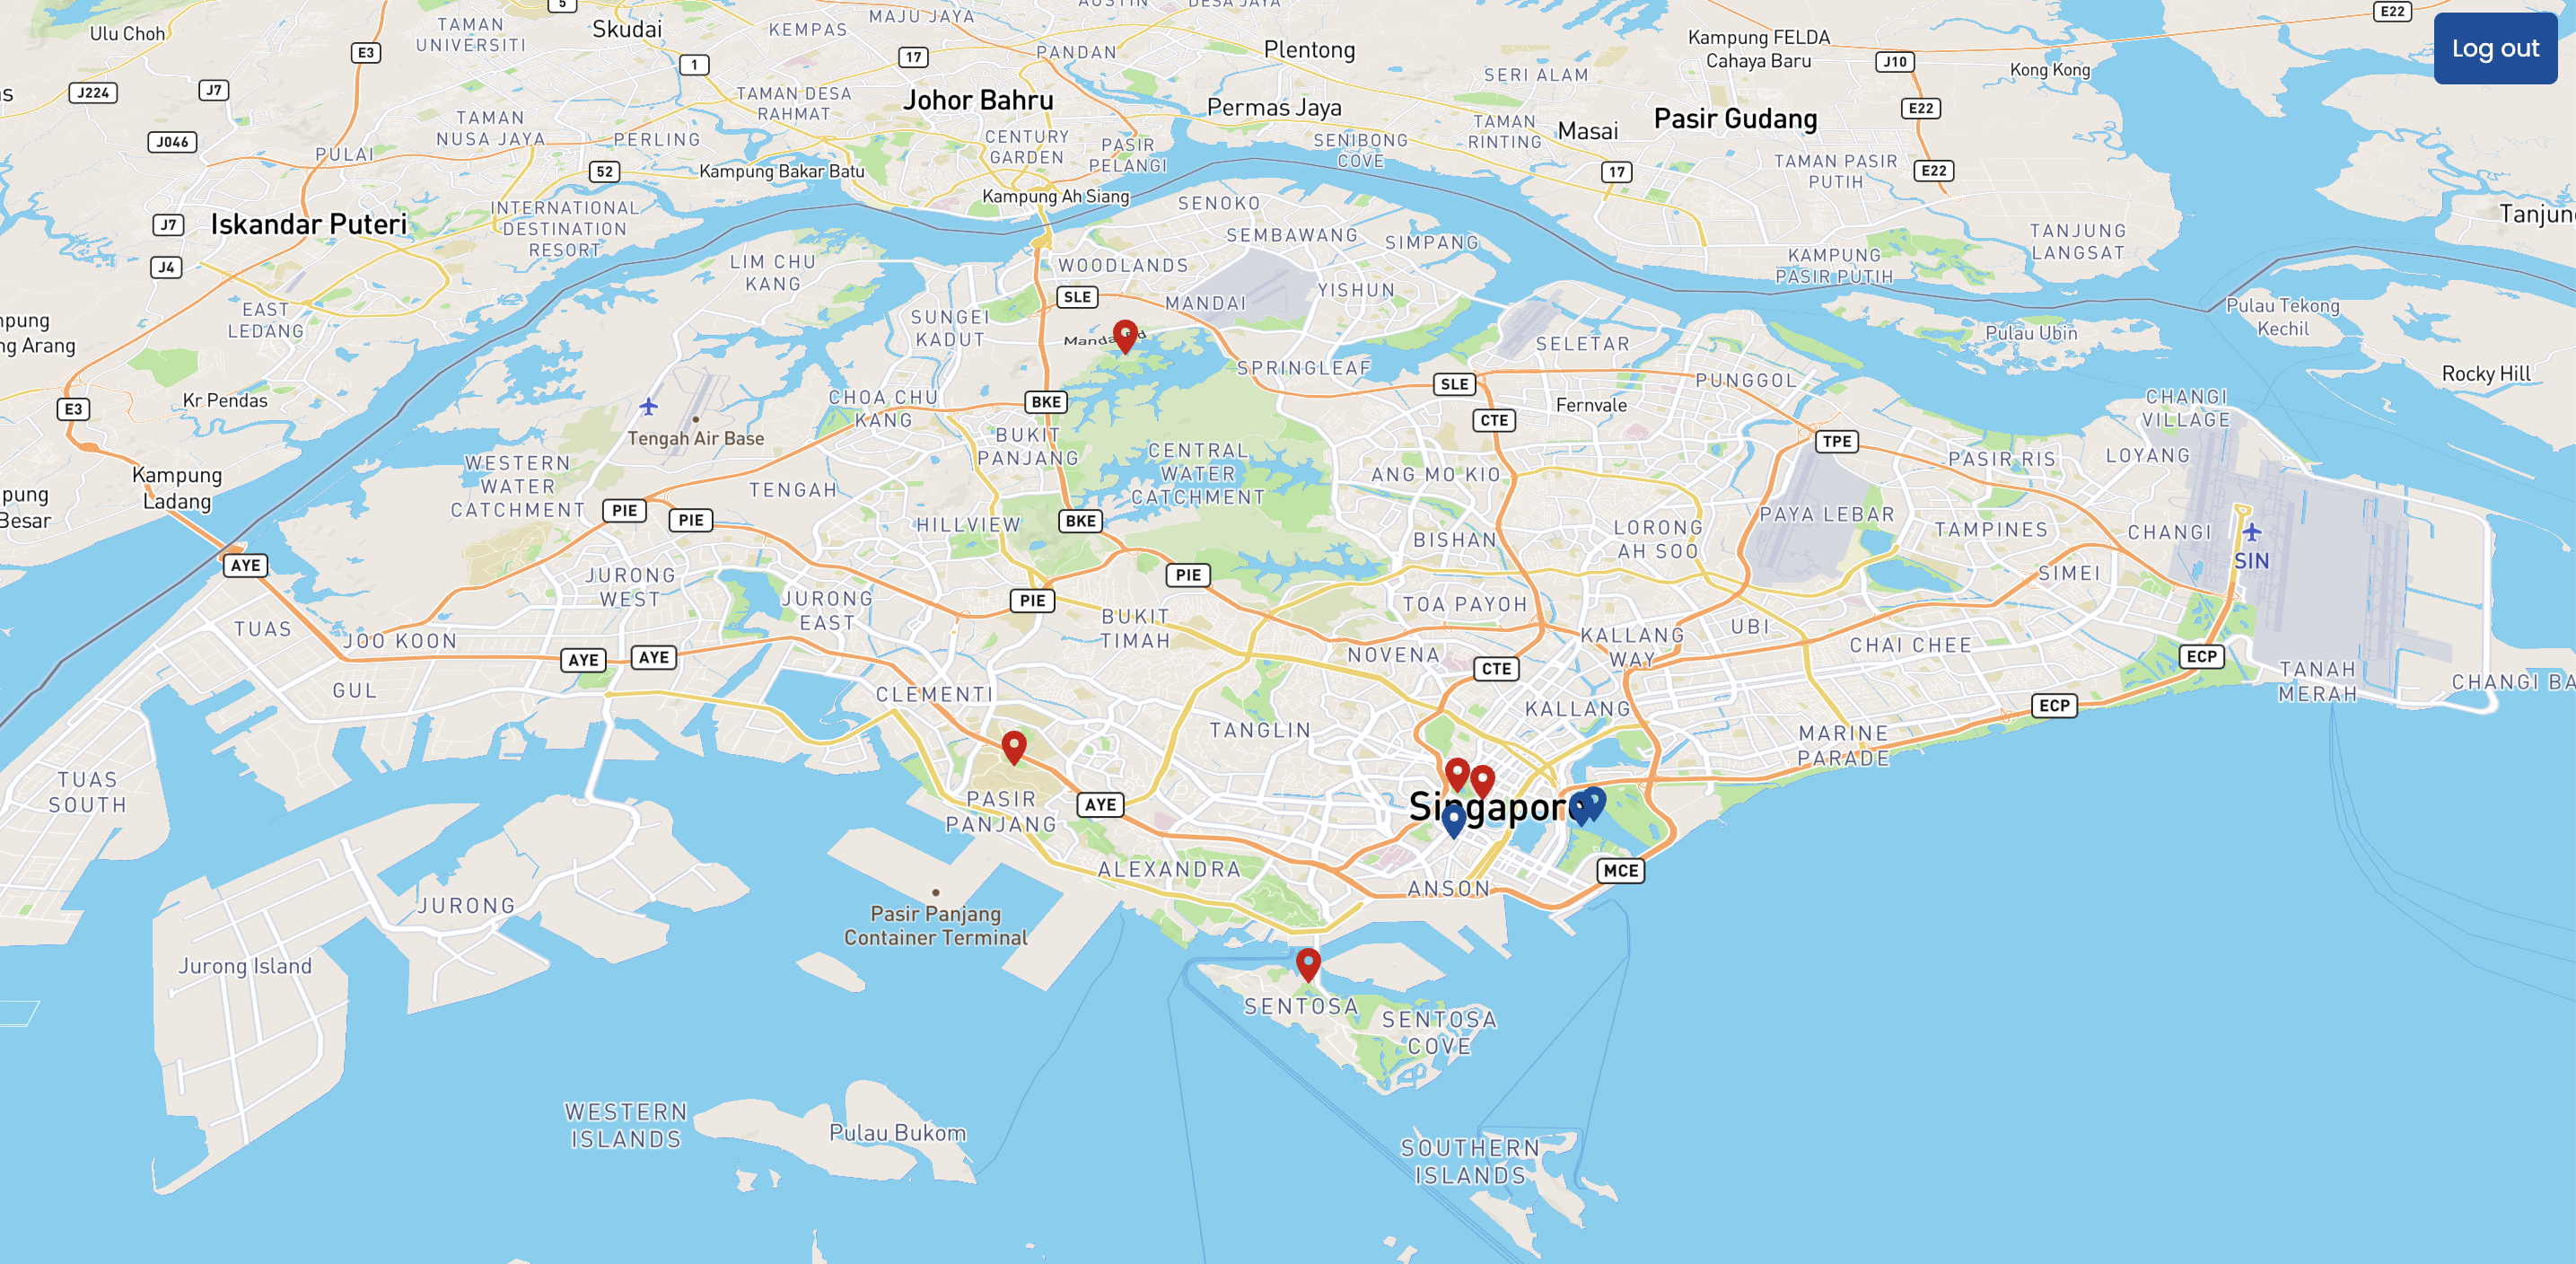 5
AUSTIN
DESA JAYA
E22
Ulu Choh
TAMAN
UNIVERSITI
Skudai
MAJU JAYA
KEMPAS
PANDAN
Plentong
Kampung FELDA
Cahaya Baru
Log out
E3
1
17
SERI ALAM
J10
Kong Kong
J224
J7
TAMAN DESA
RAHMAT
Johor Bahru
Permas Jaya
Pasir Gudang
E22
TAMAN
NUSA JAYA
PERLING
CENTURY
GARDEN
PASIR
PELANGI
SENIBONG
COVE
TAMAN
RINTING
Masai
J046
PULAI
52
Kampung Bakar Batu
17
TAMAN PASIR
PUTIH
E22
Kampung Ah Siang
J7
Iskandar Puteri
INTERNATIONAL
DESTINATION
RESORT
SENOKO
SEMBAWANG
SIMPANG
TANJUNG
LANGSAT
J4
LIM CHU
KANG
WOODLANDS
KAMPUNG
PASIR PUTIH
EAST
LEDANG
SLE
MANDAI
YISHUN
Pulau Tekong
Kechil
SUNGEI
KADUT
SELETAR
Pulau Ubin
SPRINGLEAF
Rocky Hill
Kr Pendas
E3
CHOA CHU
KANG
BKE
SLE
PUNGGOL
Fernvale
CTE
CHANGI
VILLAGE
Tengah Air Base
BUKIT
PANJANG
TPE
Kampung
Ladang
WESTERN
WATER
CATCHMENT
TENGAH
CENTRAL
WATER
CATCHMENT
ANG MO KIO
PASIR RIS
LOYANG
PIE
PIE
HILLVIEW
BKE
BISHAN
LORONG
AH SOO
PAYA LEBAR
TAMPINES
CHANGI
SIN
AYE
JURONG
WEST
JURONG
EAST
PIE
PIE
TOA PAYOH
SIMEI
TUAS
JOO KOON
BUKIT
TIMAH
NOVENA
KALLANG
WAY
UBI
CHAI CHEE
AYE
AYE
CTE
ECP
GUL
CLEMENTI
TANAH
MERAH
CHANGI BA
ECP
TANGLIN
KALLANG
MARINE
PARADE
TUAS
SOUTH
PASIR
PANJANG
AYE
Singapore
ALEXANDRA
ANSON
MCE
JURONG
Pasir Panjang
Container Terminal
Jurong Island
SENTOSA
SENTOSA
COVE
WESTERN
ISLANDS
Pulau Bukom
SOUTHERN
ISLANDS